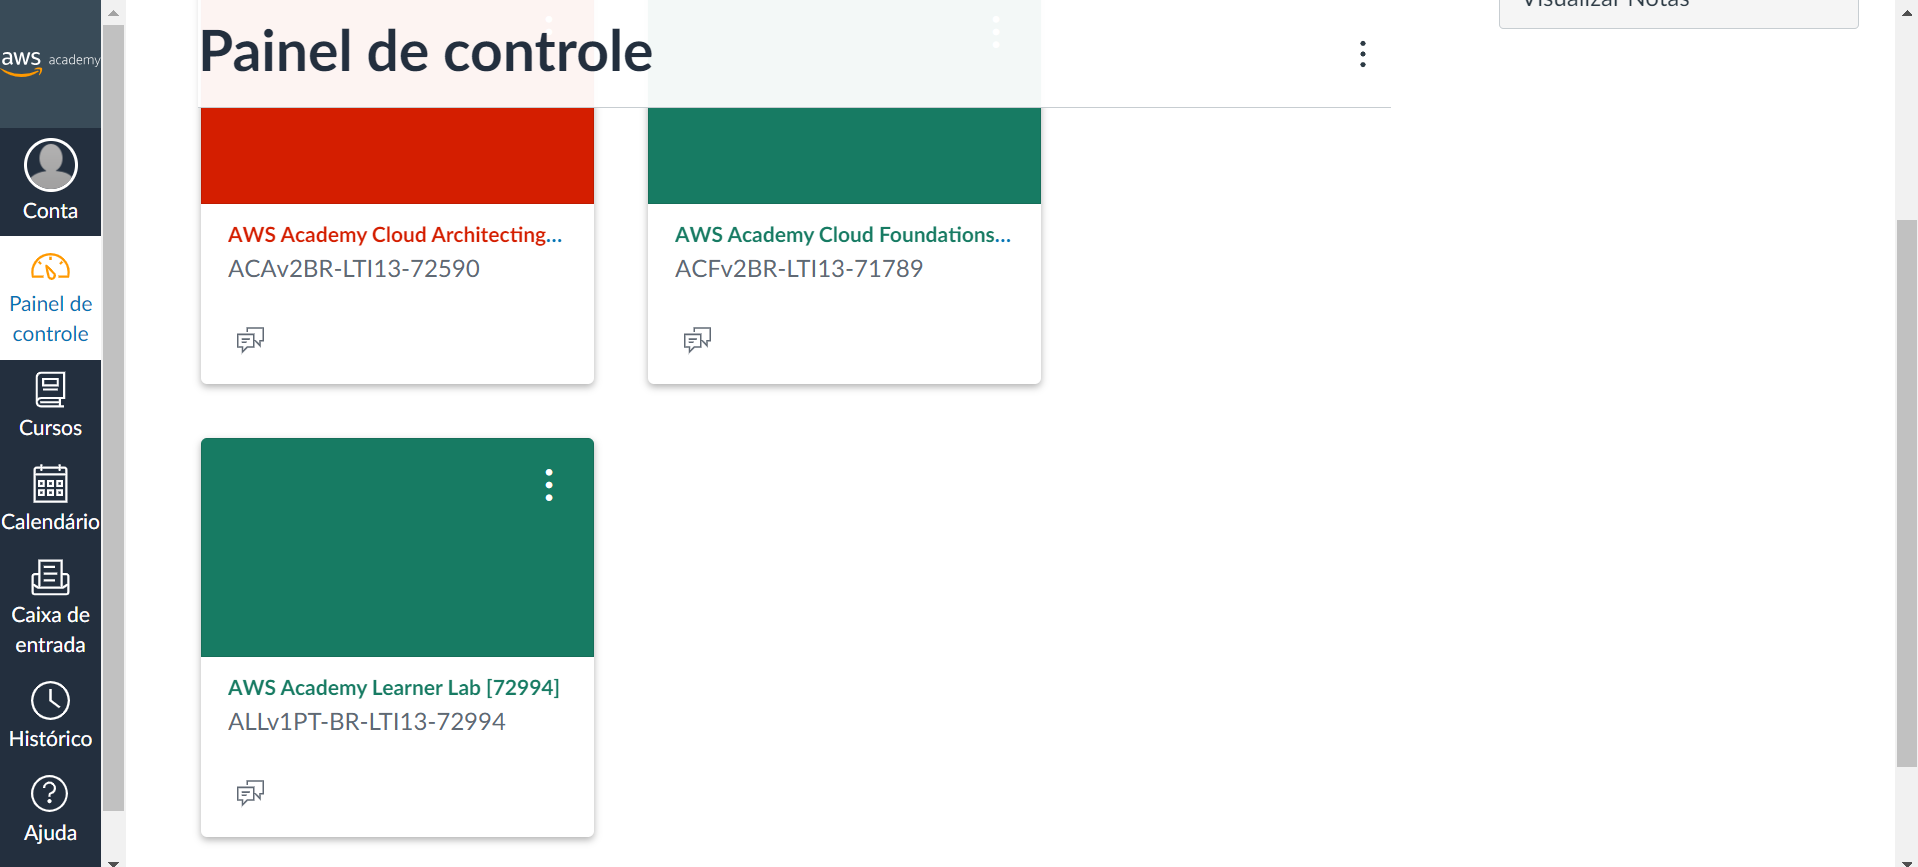 Visualizar Notas
aws academy
Painel de controle
Conta
Painel de
controle
Cursos
Calendário
Caixa de
entrada
Histórico
Ajuda
AWS Academy Cloud Architecting...
ACAv2BR-LTI13-72590
AWS Academy Cloud Foundations...
ACFv2BR-LTI13-71789
AWS Academy Learner Lab [72994]
ALLv1PT-BR-LTI13-72994